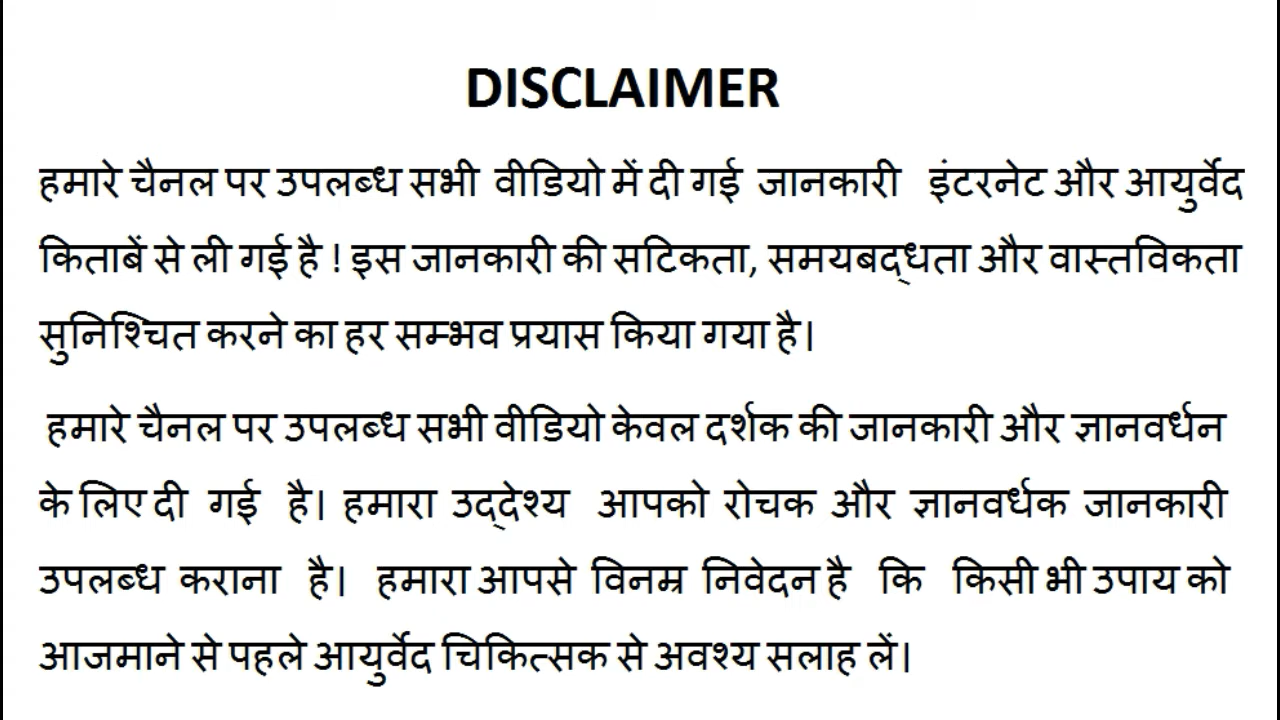 DISCLAIMER
हमारे चैनल पर उपलब्ध सभी वीडियो में दी गई जानकारी इंटरनेट और आयुर्वेद
किताबें से ली गई है ! इस जानकारी की सटिकता, समयबद्धता और वास्तविकता
सुनिश्चित करने का हर सम्भव प्रयास किया गया है।
हमारे चैनल पर उपलब्ध सभी वीडियो केवल दर्शक की जानकारी और ज्ञानवर्धन
के लिए दी गई है। हमारा उद्देश्य आपको रोचक और ज्ञानवर्धक जानकारी
उपलब्ध कराना है। हमारा आपसे विनम्र निवेदन है कि किसी भी उपाय को
आजमाने से पहले आयुर्वेद चिकित्सक से अवश्य सलाह लें।